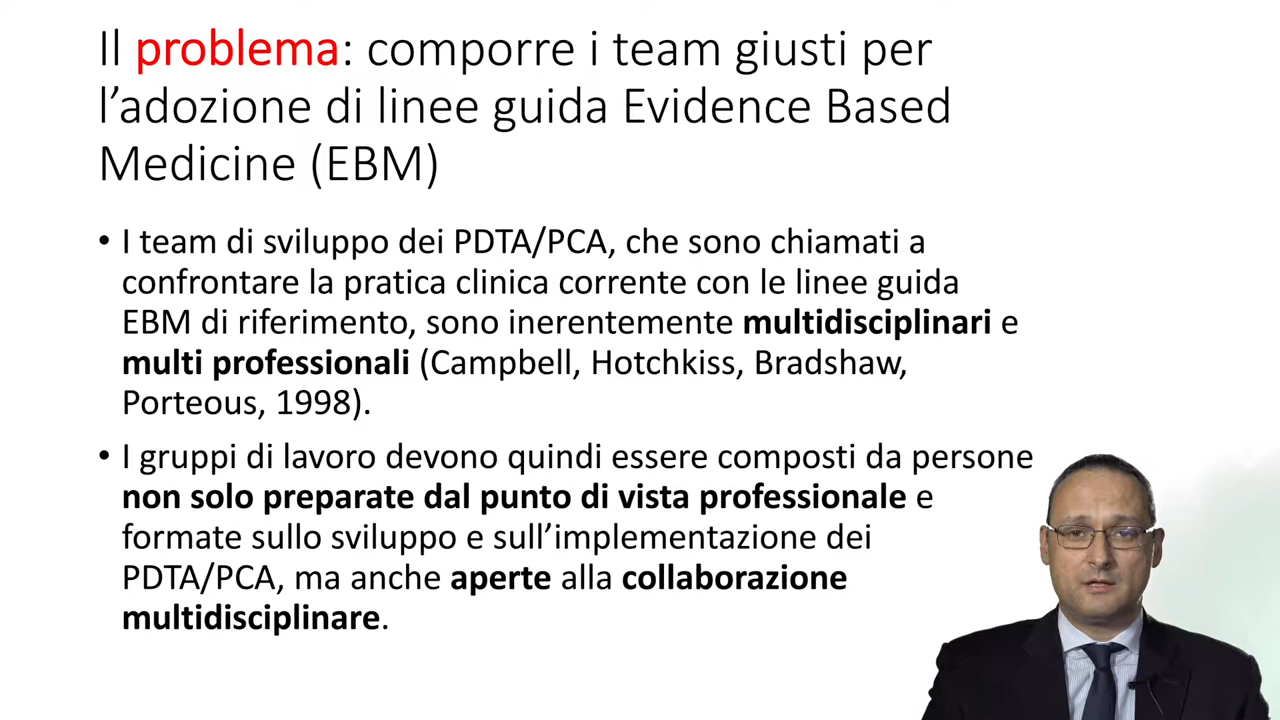 Il problema: comporre i team giusti per
l’adozione di linee guida Evidence Based
Medicine (EBM)
• I team di sviluppo dei PDTA/PCA, che sono chiamati a
confrontare la pratica clinica corrente con le linee guida
EBM di riferimento, sono inerentemente multidisciplinari e
multi professionali (Campbell, Hotchkiss, Bradshaw,
Porteous, 1998).
• I gruppi di lavoro devono quindi essere composti da persone
non solo preparate dal punto di vista professionale e
formate sullo sviluppo e sull’implementazione dei
PDTA/PCA, ma anche aperte alla collaborazione
multidisciplinare.